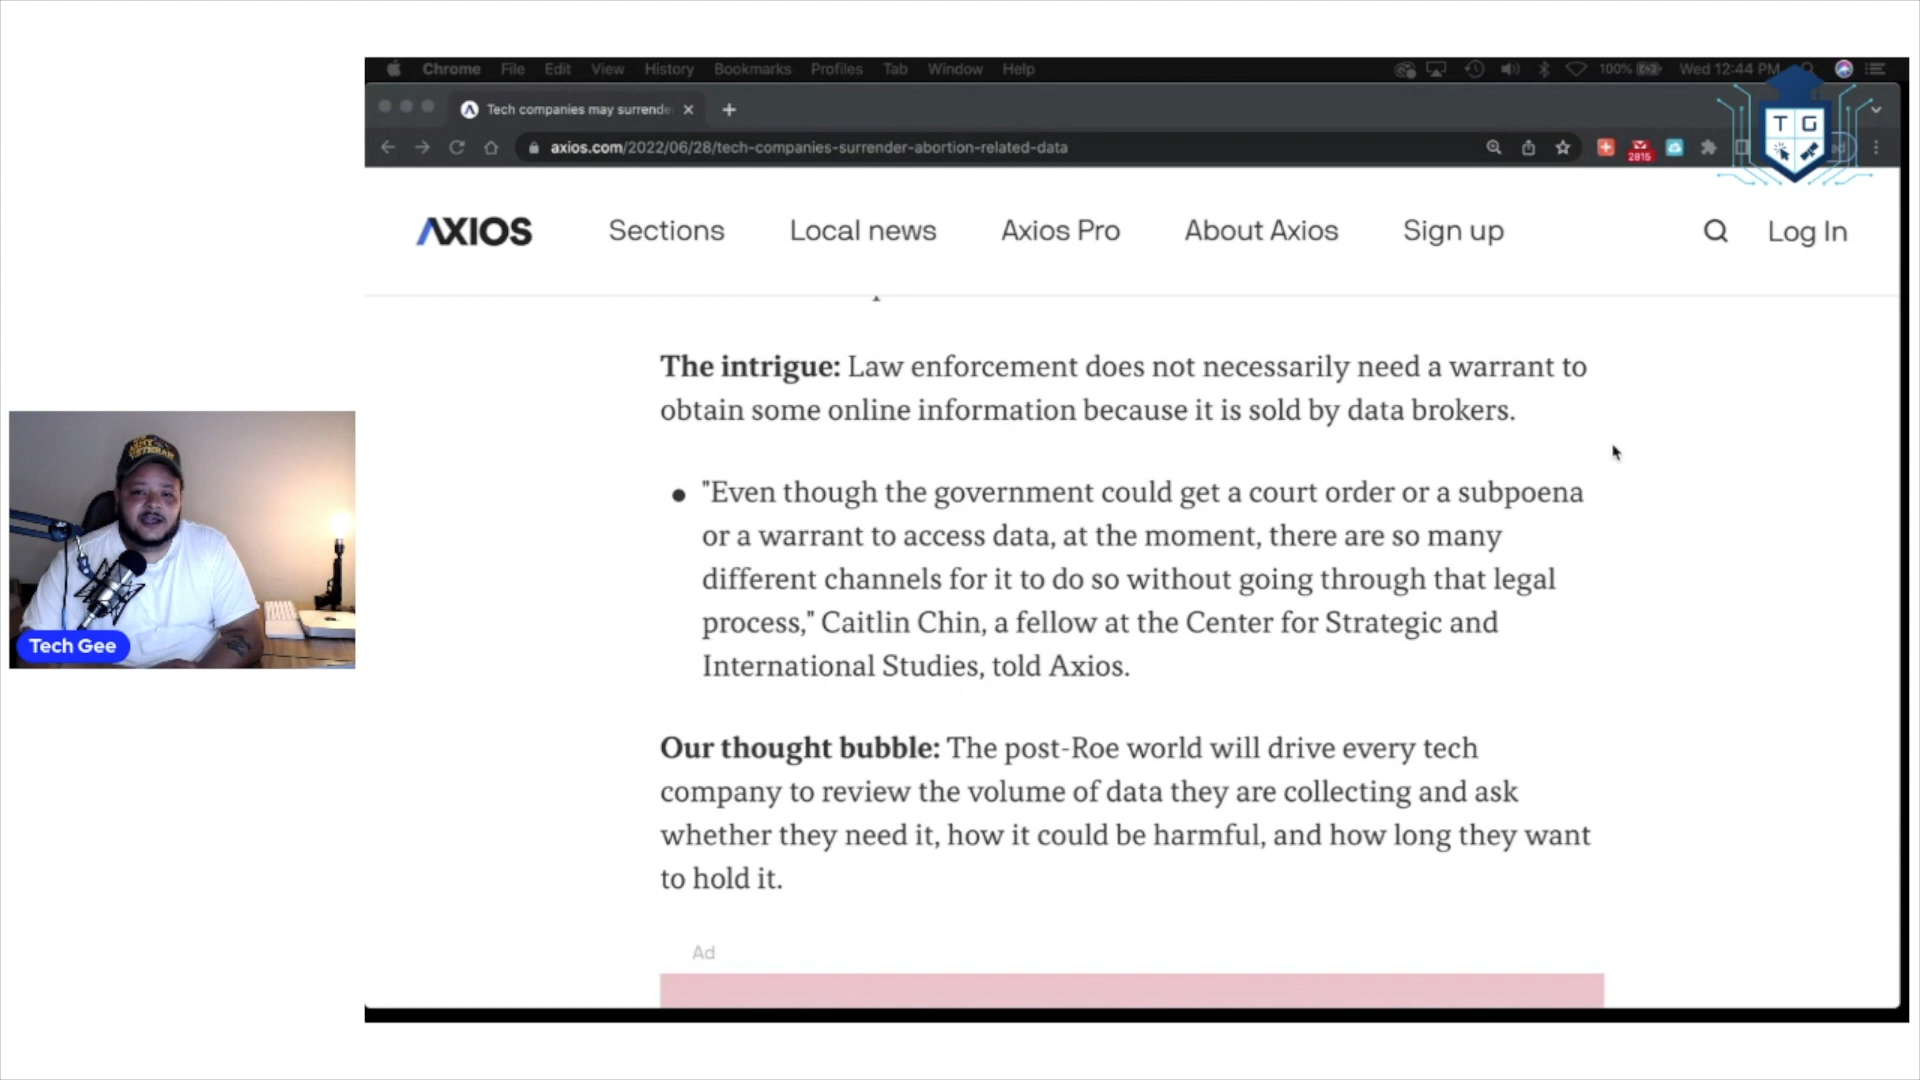 Chrome File Edit View History Bookmarks Profiles Tab Window Help 100% Wed 12:44 PM
Tech companies may surrende
axios.com/2022/06/28/tech-companies-surrender-abortion-related-data
2815
T G
AXIOS Sections Local news Axios Pro About Axios Sign up Log In
The intrigue: Law enforcement does not necessarily need a warrant to
obtain some online information because it is sold by data brokers.
• "Even though the government could get a court order or a subpoena
or a warrant to access data, at the moment, there are so many
different channels for it to do so without going through that legal
process," Caitlin Chin, a fellow at the Center for Strategic and
International Studies, told Axios.
Our thought bubble: The post-Roe world will drive every tech
company to review the volume of data they are collecting and ask
whether they need it, how it could be harmful, and how long they want
to hold it.
Ad
VETERAN
Tech Gee